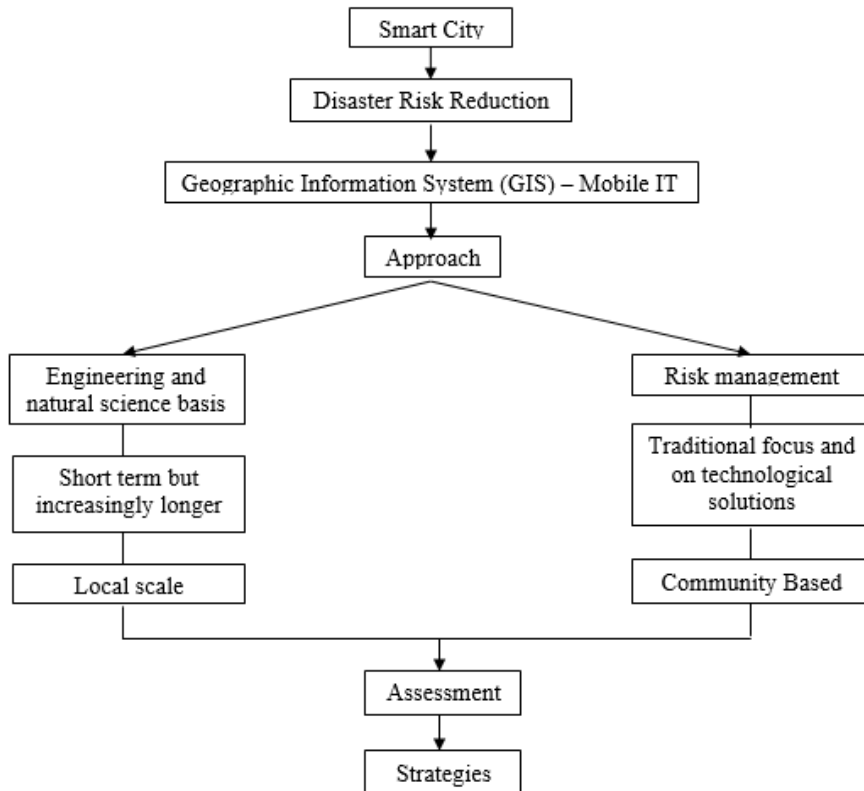 Smart City
Disaster Risk Reduction
Geographic Information System (GIS) – Mobile IT
Approach
Engineering and
natural science basis
Short term but
increasingly longer
Local scale
Risk management
Traditional focus and
on technological
solutions
Community Based
Assessment
Strategies